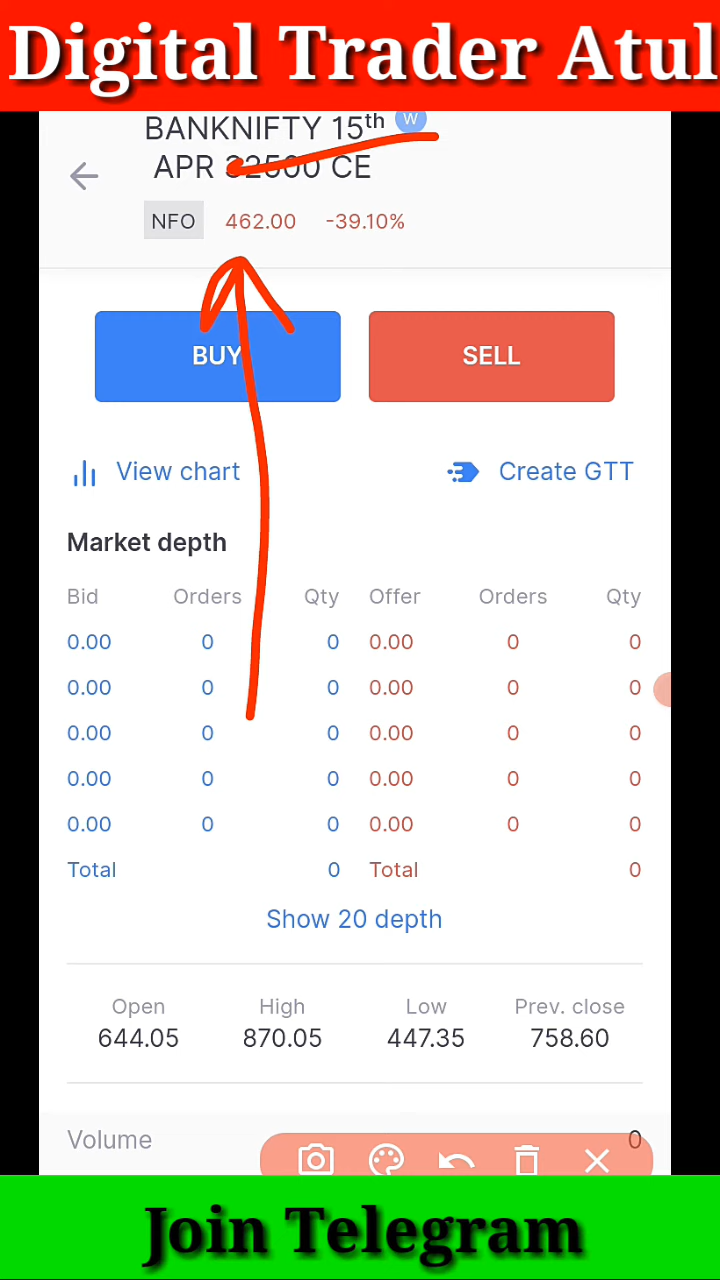 Digital Trader Atul
BANKNIFTY 15th W
APR 32500 CE
NFO 462.00 -39.10%
BUY SELL
View chart Create GTT
Market depth
Bid Orders Qty Offer Orders Qty
0.00 0 0 0.00 0 0
0.00 0 0 0.00 0 0
0.00 0 0 0.00 0 0
0.00 0 0 0.00 0 0
0.00 0 0 0.00 0 0
Total 0 Total 0
Show 20 depth
Open High Low Prev. close
644.05 870.05 447.35 758.60
Volume 0
Join Telegram